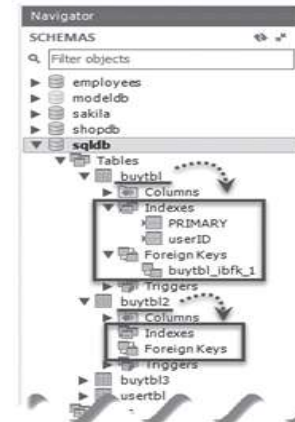 Navigator
SCHEMAS
Filter objects
employees
modeldb
sakila
shopdb
sqldb
Tables
buytbl
Columns
Indexes
PRIMARY
userID
Foreign Keys
buytbl_ibfk_1
Triggers
buytbl2
Columns
Indexes
Foreign Keys
Triggers
buytbl3
usertbl